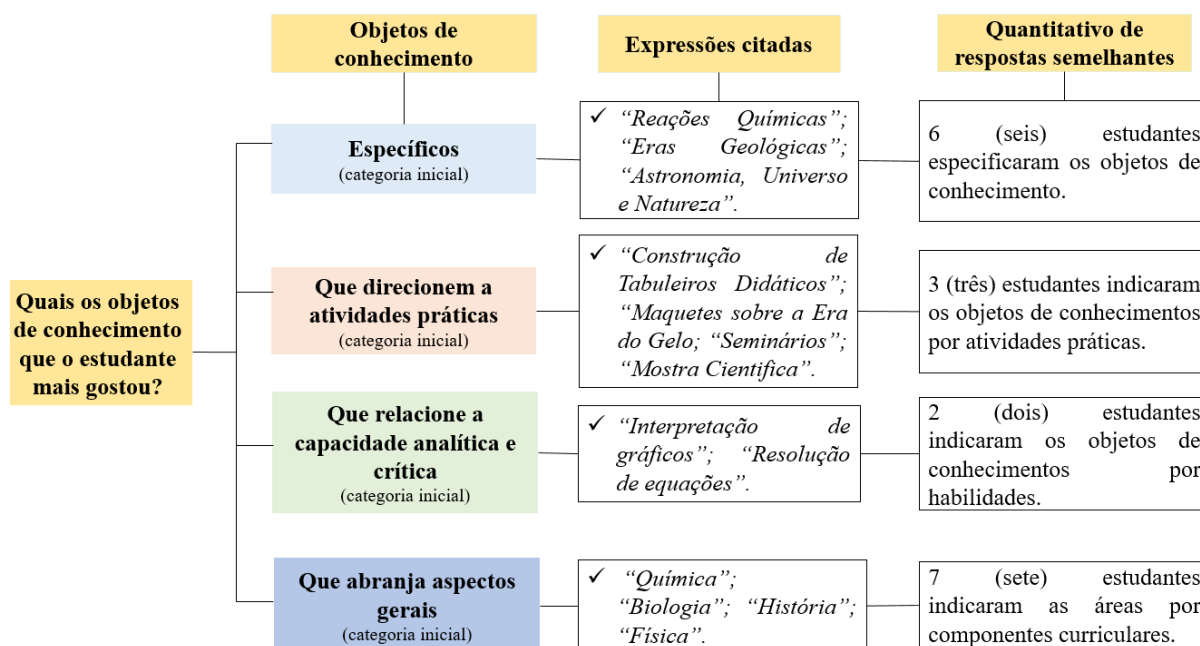 Objetos de
conhecimento
Expressões citadas
Quantitativo de
respostas semelhantes
Quais os objetos
de conhecimento
que o estudante
mais gostou?
Específicos
(categoria inicial)
✓ “Reações Químicas”;
“Eras Geológicas”;
“Astronomia, Universo
e Natureza”.
6 (seis) estudantes
especificaram os objetos de
conhecimento.
Que direcionem a
atividades práticas
(categoria inicial)
✓ “Construção de
Tabuleiros Didáticos”;
“Maquetes sobre a Era
do Gelo; “Seminários”;
“Mostra Cientifica”.
3 (três) estudantes indicaram
os objetos de conhecimentos
por atividades práticas.
Que relacione a
capacidade analítica e
crítica
(categoria inicial)
✓ “Interpretação de
gráficos”; “Resolução
de equações”.
2 (dois) estudantes
indicaram os objetos de
conhecimentos por
habilidades.
Que abranja aspectos
gerais
(categoria inicial)
✓ “Química”;
“Biologia”; “História”;
“Física”.
7 (sete) estudantes
indicaram as áreas por
componentes curriculares.